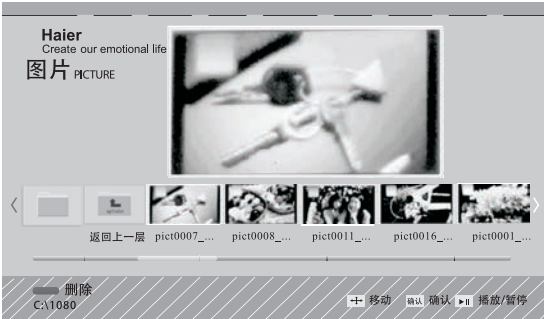 Haier
Create our emotional life
图片 PICTURE
返回上一层 pict0007_... pict0008_... pict0011_... pict0016_... pict0001_...
删除
C:\1080
移动 确认 确认 播放/暂停